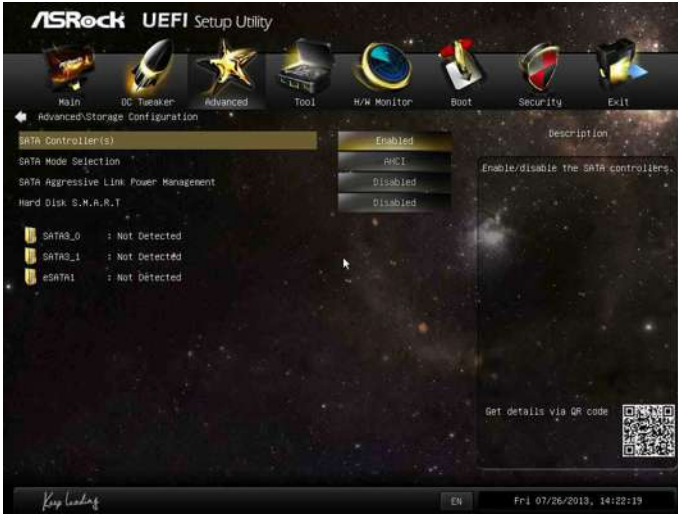 ASRock UEFI Setup Utility
Main OC Tweaker Advanced Tool H/W Monitor Boot Security Exit
Advanced\Storage Configuration
SATA Controller(s) Enabled
SATA Mode Selection AHCI
SATA Aggressive Link Power Management Disabled
Hard Disk S.M.A.R.T Disabled
SATA3_0 : Not Detected
SATA3_1 : Not Detected
eSATA1 : Not Detected
Description
Enable/disable the SATA controllers.
Get details via QR code
Keep Leading
EN Fri 07/26/2013, 14:22:19